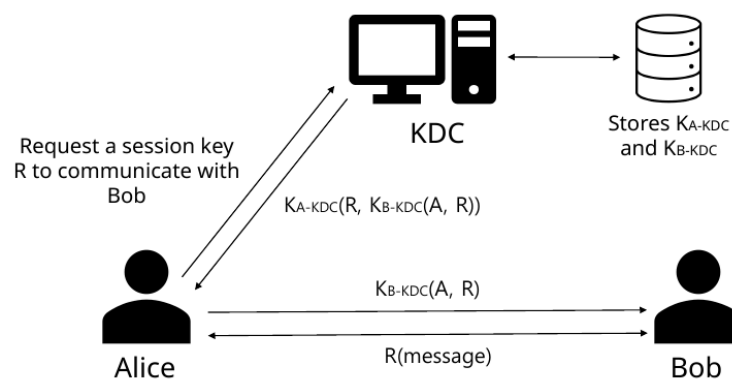 KDC
Stores KA-KDC
and KB-KDC
Request a session key
R to communicate with
Bob
KA-KDC(R, KB-KDC(A, R))
KB-KDC(A, R)
R(message)
Alice
Bob